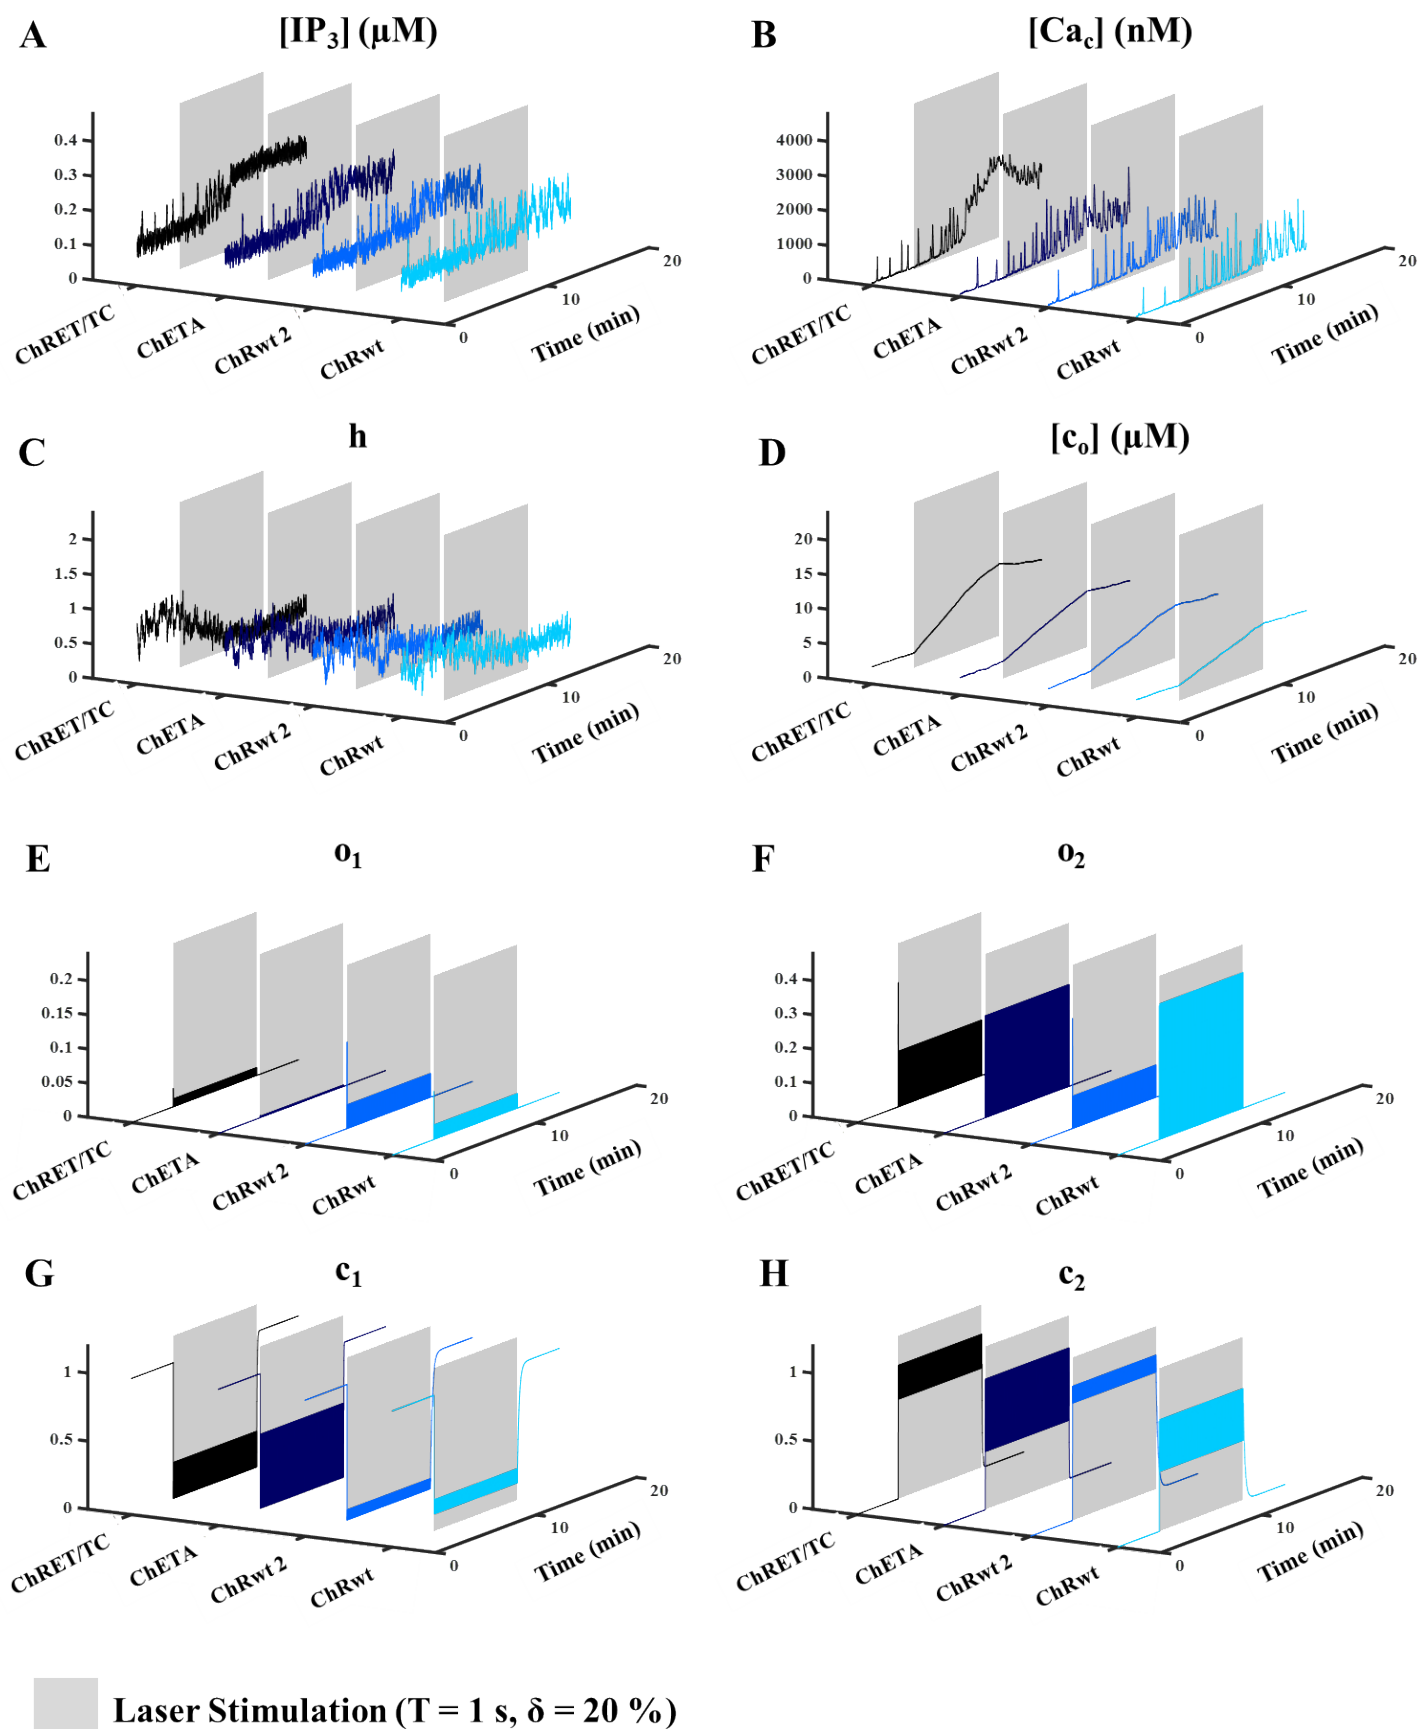 A [IP3] (µM)
0.4
0.3
0.2
0.1
0
ChRET/TC
ChETA
ChRwt 2
ChRwt
0
10
20
Time (min)
B [Cac] (nM)
4000
3000
2000
1000
0
ChRET/TC
ChETA
ChRwt 2
ChRwt
0
10
20
Time (min)
C h
2
1.5
1
0.5
0
ChRET/TC
ChETA
ChRwt 2
ChRwt
0
10
20
Time (min)
D [co] (µM)
20
15
10
5
0
ChRET/TC
ChETA
ChRwt 2
ChRwt
0
10
20
Time (min)
E o1
0.2
0.15
0.1
0.05
0
ChRET/TC
ChETA
ChRwt 2
ChRwt
0
10
20
Time (min)
F o2
0.4
0.3
0.2
0.1
0
ChRET/TC
ChETA
ChRwt 2
ChRwt
0
10
20
Time (min)
G c1
1
0.5
0
ChRET/TC
ChETA
ChRwt 2
ChRwt
0
10
20
Time (min)
H c2
1
0.5
0
ChRET/TC
ChETA
ChRwt 2
ChRwt
0
10
20
Time (min)
Laser Stimulation (T = 1 s, δ = 20 %)